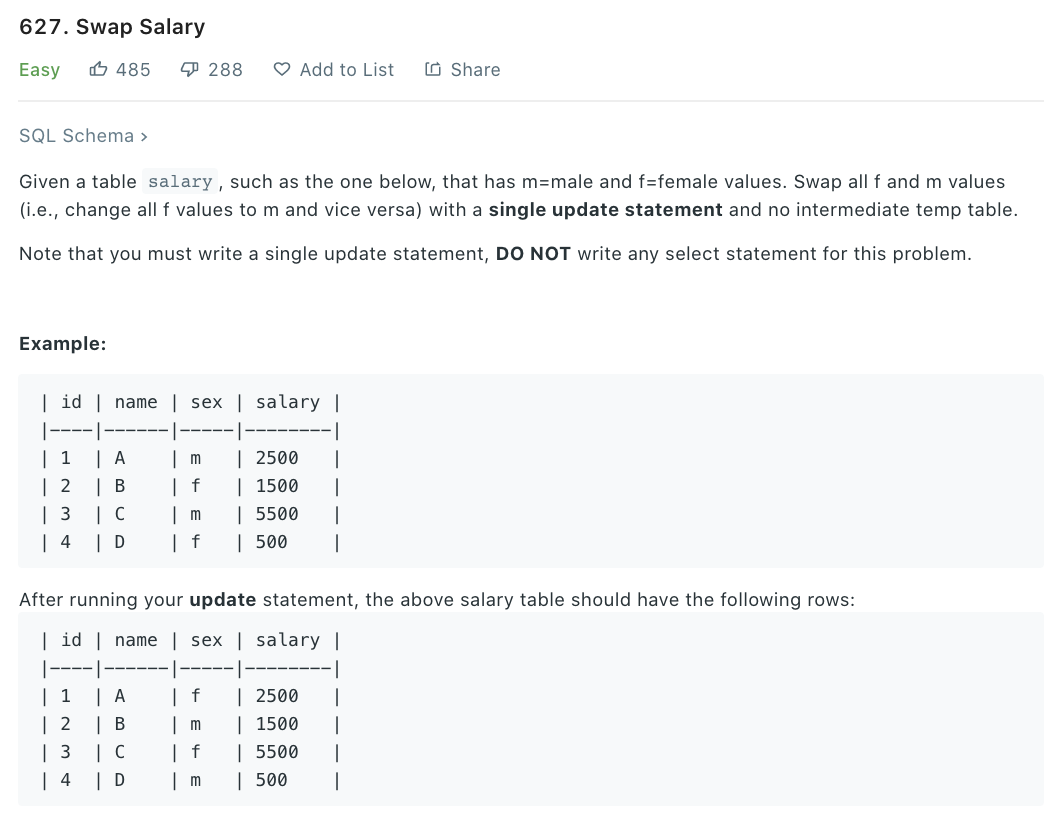 627. Swap Salary
Easy 485 288 Add to List Share
SQL Schema ›
Given a table salary, such as the one below, that has m=male and f=female values. Swap all f and m values
(i.e., change all f values to m and vice versa) with a single update statement and no intermediate temp table.
Note that you must write a single update statement, DO NOT write any select statement for this problem.
Example:
| id | name | sex | salary |
|----|------|-----|--------|
| 1  | A    | m   | 2500   |
| 2  | B    | f   | 1500   |
| 3  | C    | m   | 5500   |
| 4  | D    | f   | 500    |
After running your update statement, the above salary table should have the following rows:
| id | name | sex | salary |
|----|------|-----|--------|
| 1  | A    | f   | 2500   |
| 2  | B    | m   | 1500   |
| 3  | C    | f   | 5500   |
| 4  | D    | m   | 500    |